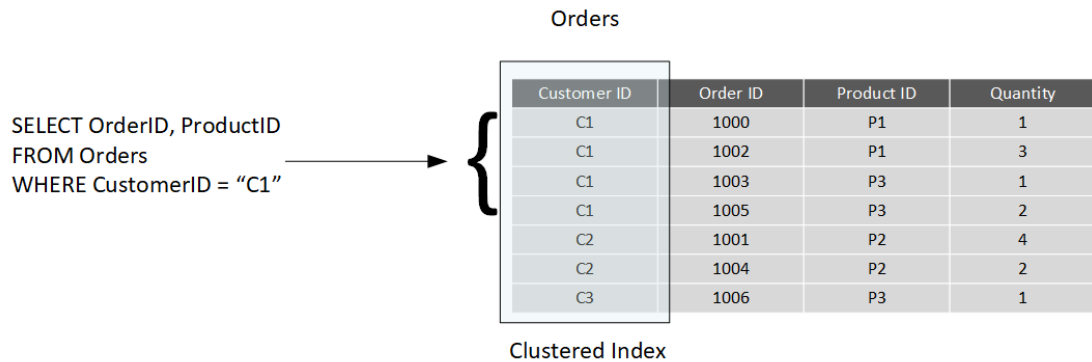 Orders
SELECT OrderID, ProductID
FROM Orders
WHERE CustomerID = “C1”
{
Customer ID Order ID Product ID Quantity
C1 1000 P1 1
C1 1002 P1 3
C1 1003 P3 1
C1 1005 P3 2
C2 1001 P2 4
C2 1004 P2 2
C3 1006 P3 1
Clustered Index